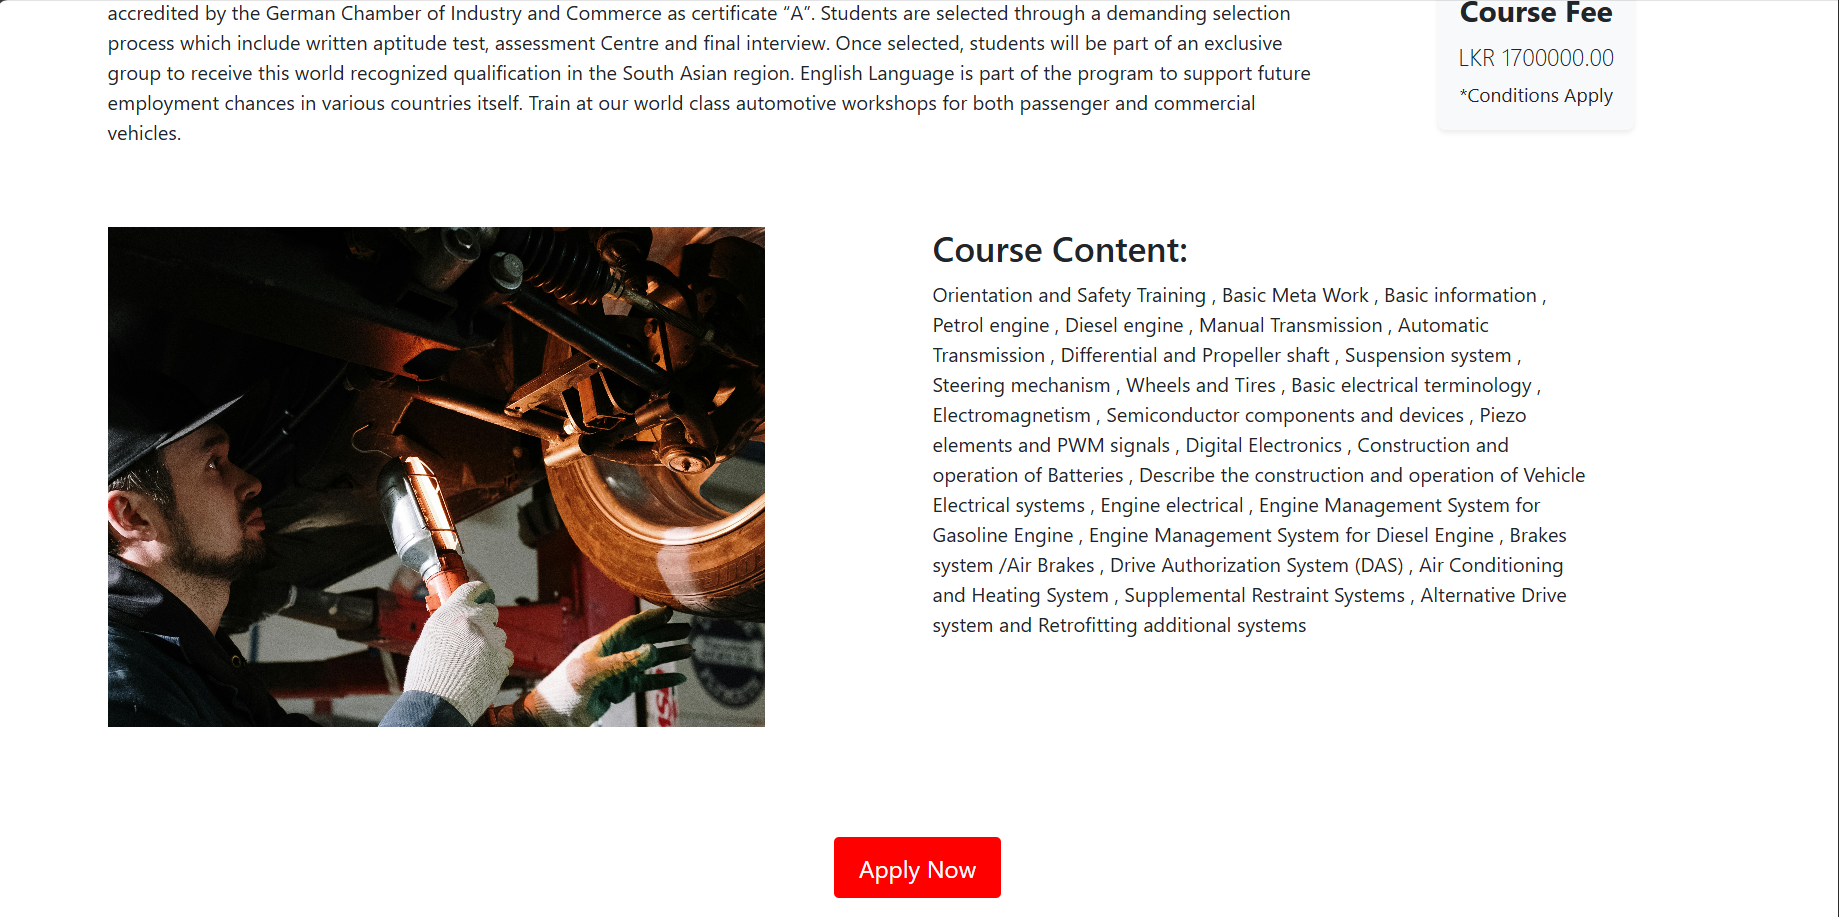 accredited by the German Chamber of Industry and Commerce as certificate “A”. Students are selected through a demanding selection
process which include written aptitude test, assessment Centre and final interview. Once selected, students will be part of an exclusive
group to receive this world recognized qualification in the South Asian region. English Language is part of the program to support future
employment chances in various countries itself. Train at our world class automotive workshops for both passenger and commercial
vehicles.
Course Fee
LKR 1700000.00
*Conditions Apply
Course Content:
Orientation and Safety Training , Basic Meta Work , Basic information ,
Petrol engine , Diesel engine , Manual Transmission , Automatic
Transmission , Differential and Propeller shaft , Suspension system ,
Steering mechanism , Wheels and Tires , Basic electrical terminology ,
Electromagnetism , Semiconductor components and devices , Piezo
elements and PWM signals , Digital Electronics , Construction and
operation of Batteries , Describe the construction and operation of Vehicle
Electrical systems , Engine electrical , Engine Management System for
Gasoline Engine , Engine Management System for Diesel Engine , Brakes
system /Air Brakes , Drive Authorization System (DAS) , Air Conditioning
and Heating System , Supplemental Restraint Systems , Alternative Drive
system and Retrofitting additional systems
Apply Now